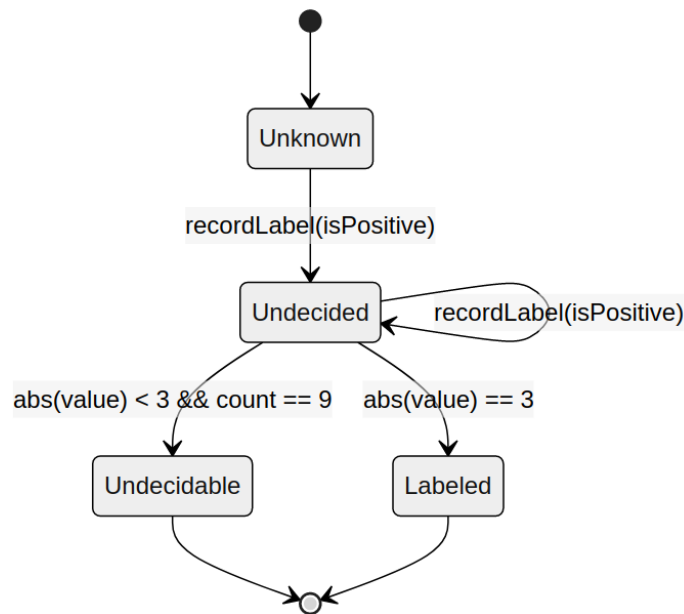 Unknown
recordLabel(isPositive)
Undecided
recordLabel(isPositive)
abs(value) < 3 && count == 9
abs(value) == 3
Undecidable
Labeled